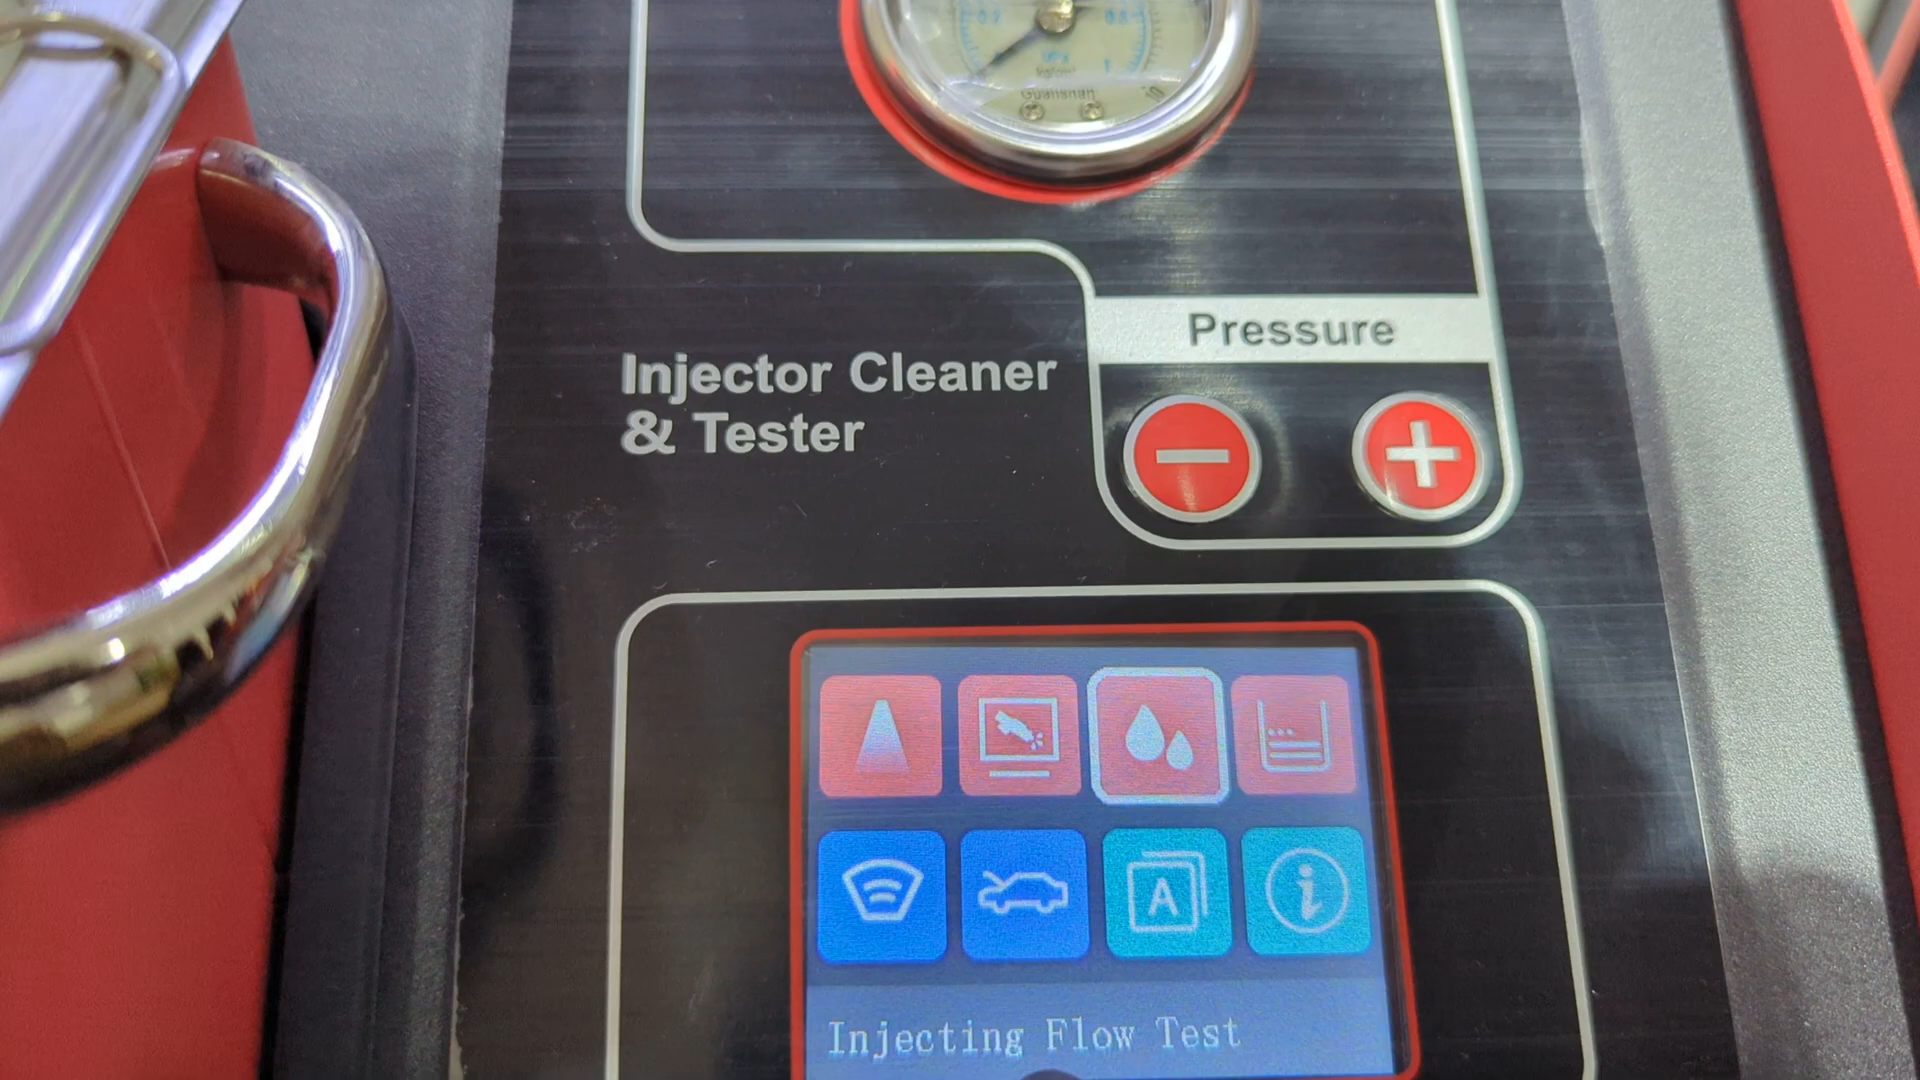 Pressure
Injector Cleaner
& Tester
A
i
Injecting Flow Test